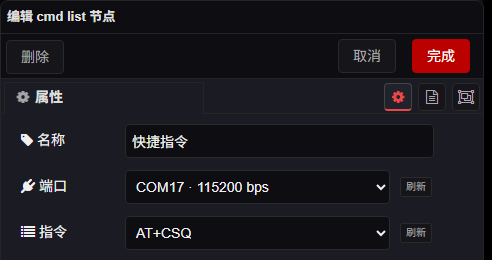 编辑 cmd list 节点
删除 取消 完成
属性
名称 快捷指令
端口 COM17 · 115200 bps 刷新
指令 AT+CSQ 刷新